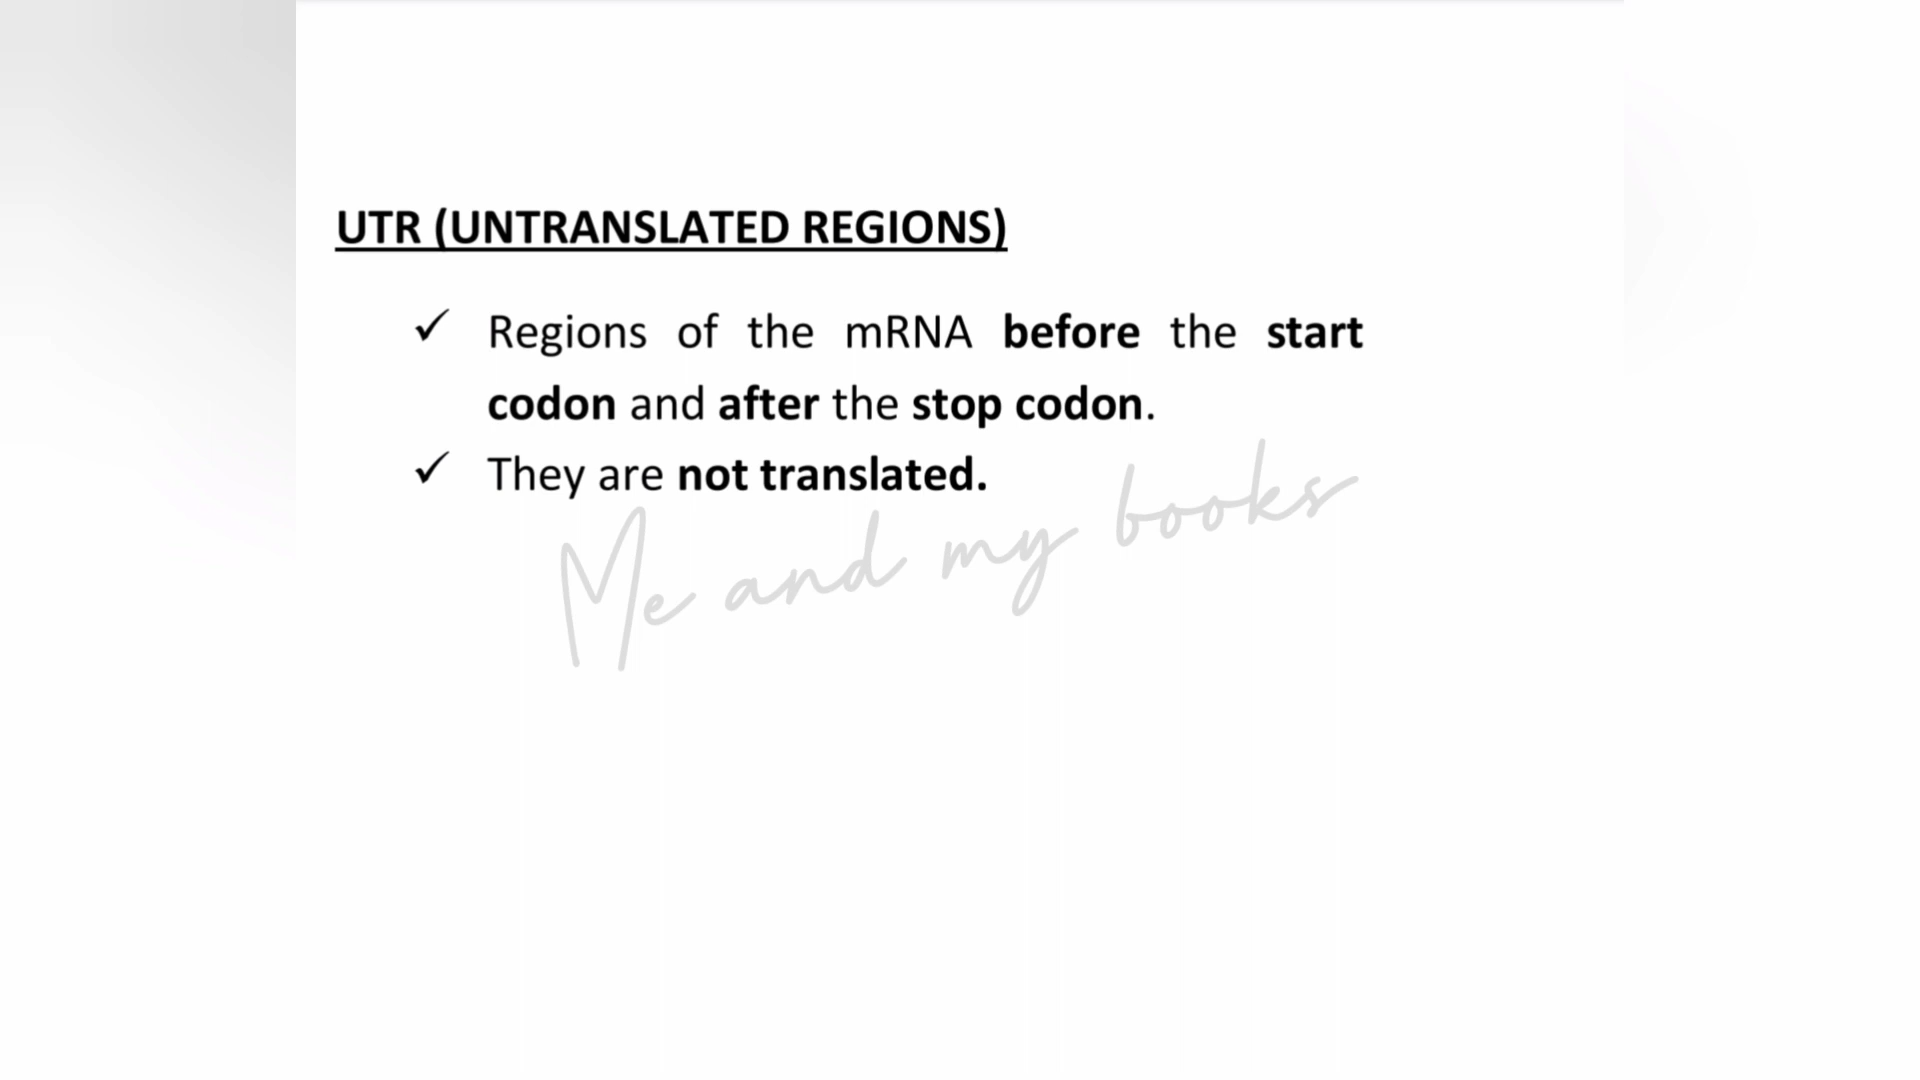 UTR (UNTRANSLATED REGIONS)
✓ Regions of the mRNA before the start
codon and after the stop codon.
✓ They are not translated.
Me and my books